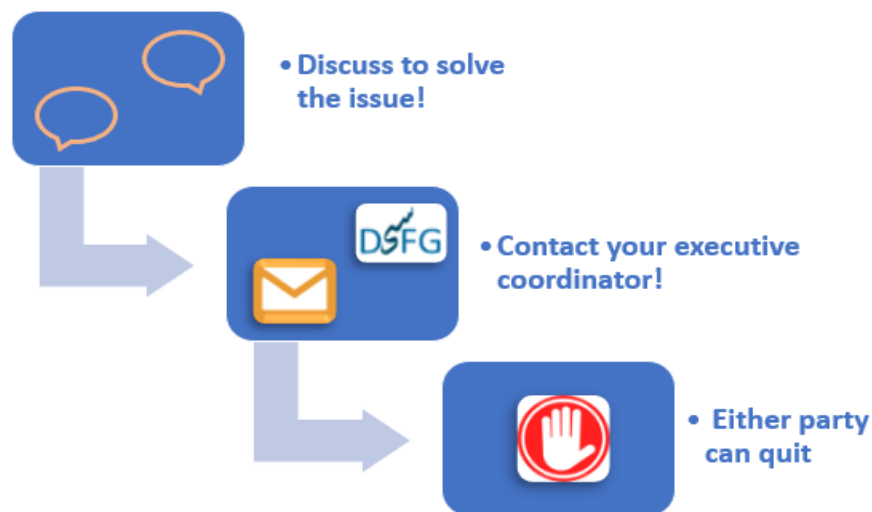 • Discuss to solve
the issue!
DSFG
• Contact your executive
coordinator!
• Either party
can quit